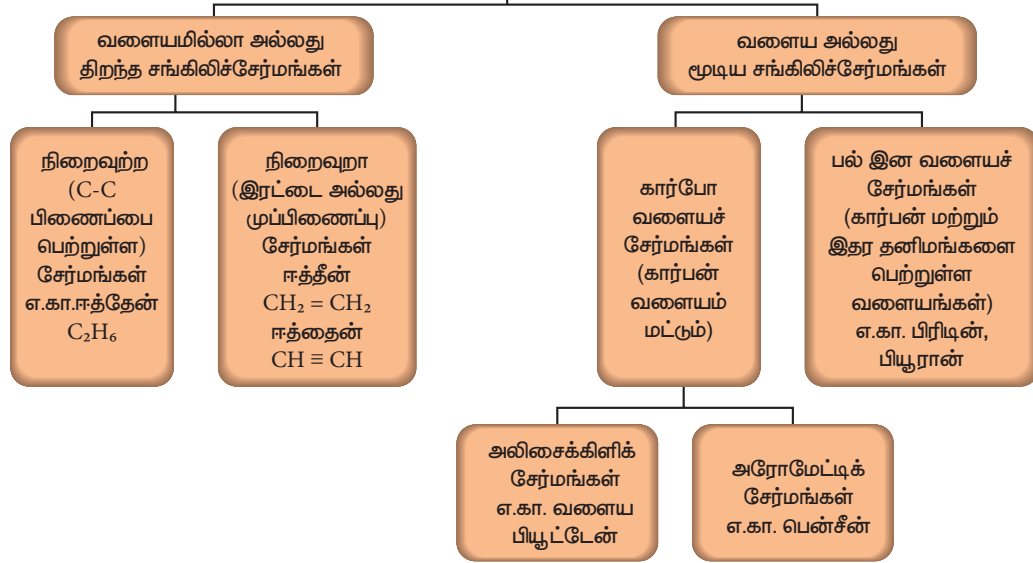 வளையமில்லா அல்லது
திறந்த சங்கிலிச்சேர்மங்கள்
வளைய அல்லது
மூடிய சங்கிலிச்சேர்மங்கள்
நிறைவுற்ற
(C-C
பிணைப்பை
பெற்றுள்ள)
சேர்மங்கள்
எ.கா.ஈத்தேன்
C₂H₆
நிறைவுறா
(இரட்டை அல்லது
முப்பிணைப்பு)
சேர்மங்கள்
ஈத்தீன்
CH₂ = CH₂
ஈத்தைன்
CH ≡ CH
கார்போ
வளையச்
சேர்மங்கள்
(கார்பன்
வளையம்
மட்டும்)
பல் இன வளையச்
சேர்மங்கள்
(கார்பன் மற்றும்
இதர தனிமங்களை
பெற்றுள்ள
வளையங்கள்)
எ.கா. பிரிடின்,
பியூரான்
அலிசைக்கிளிக்
சேர்மங்கள்
எ.கா. வளைய
பியூட்டேன்
அரோமேட்டிக்
சேர்மங்கள்
எ.கா. பென்சீன்